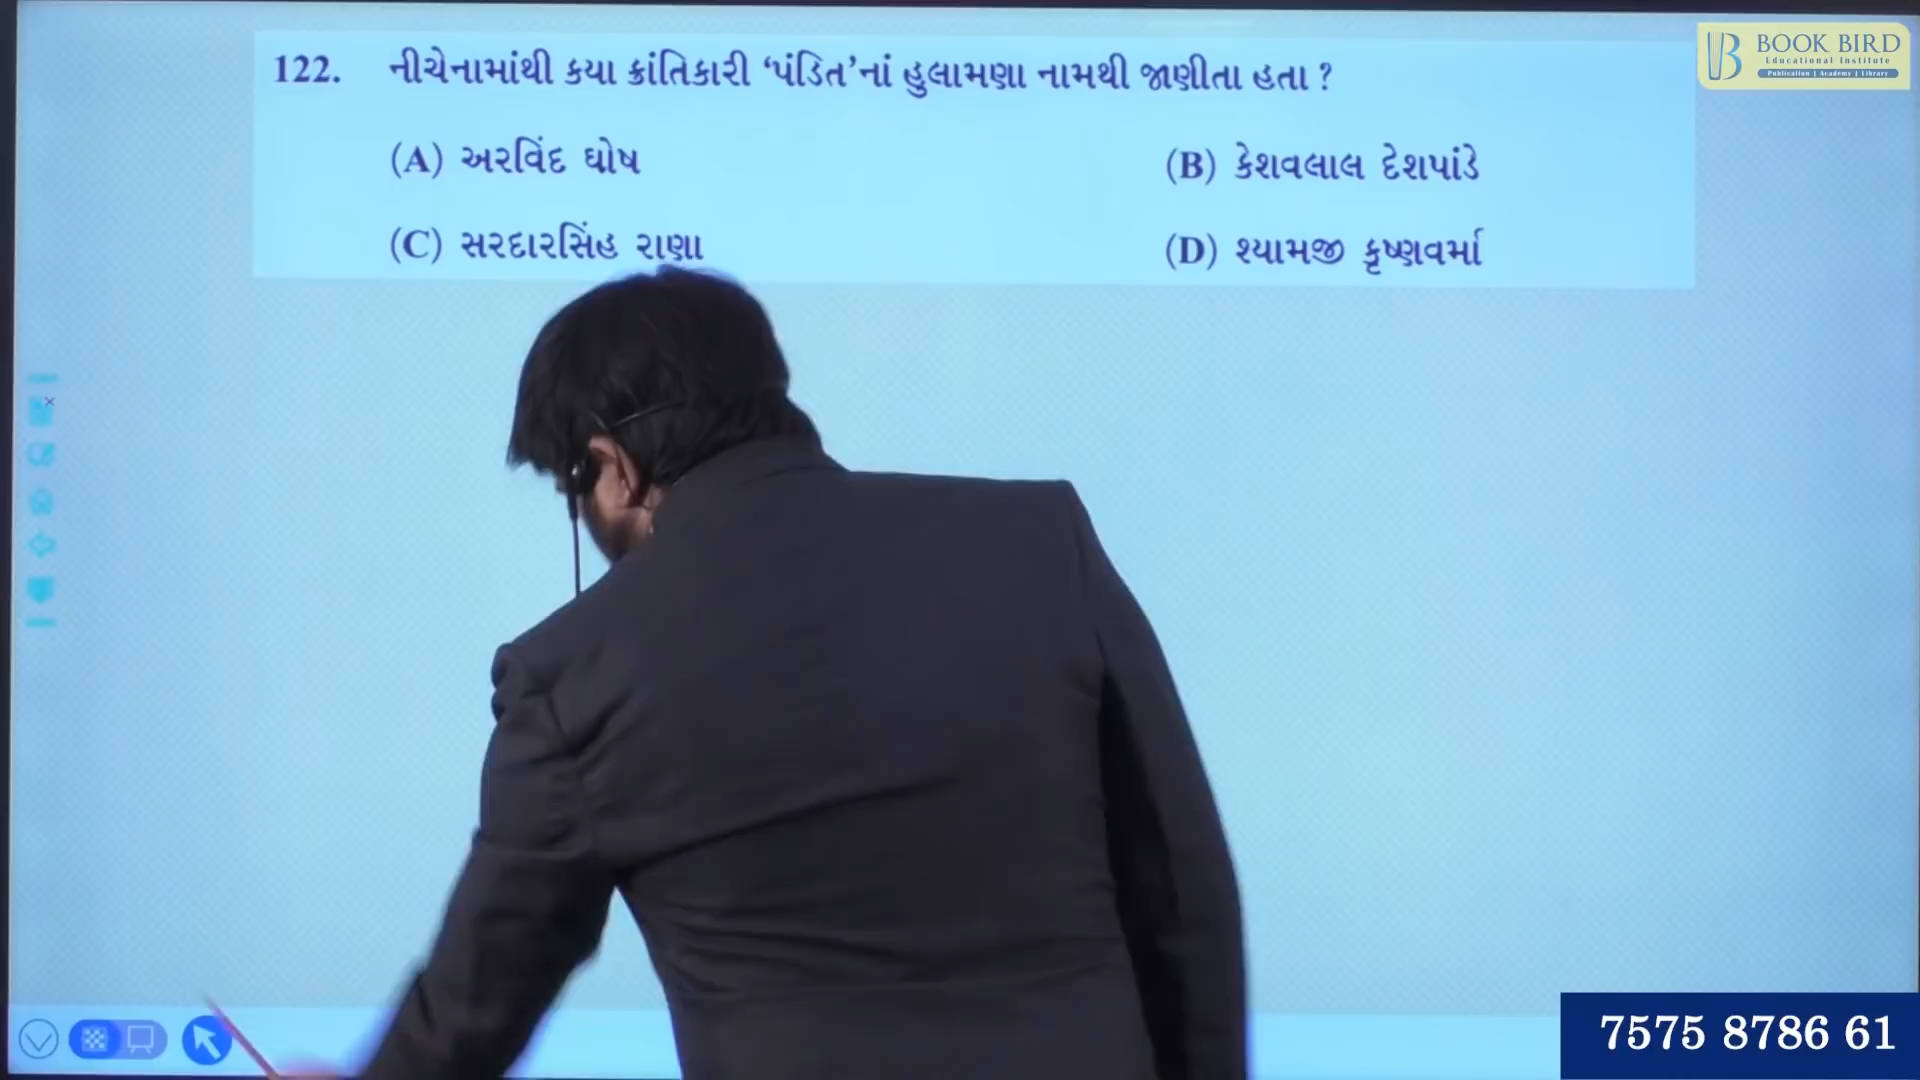 122. નીચેનામાંથી કયા ક્રાંતિકારી ‘પંડિત’નાં હુલામણા નામથી જાણીતા હતા ?
(A) અરવિંદ ઘોષ
(B) કેશવલાલ દેશપાંડે
(C) સરદારસિંહ રાણા
(D) શ્યામજી કૃષ્ણવર્મા
BOOK BIRD
Educational Institute
Publication | Academy | Library
7575 8786 61